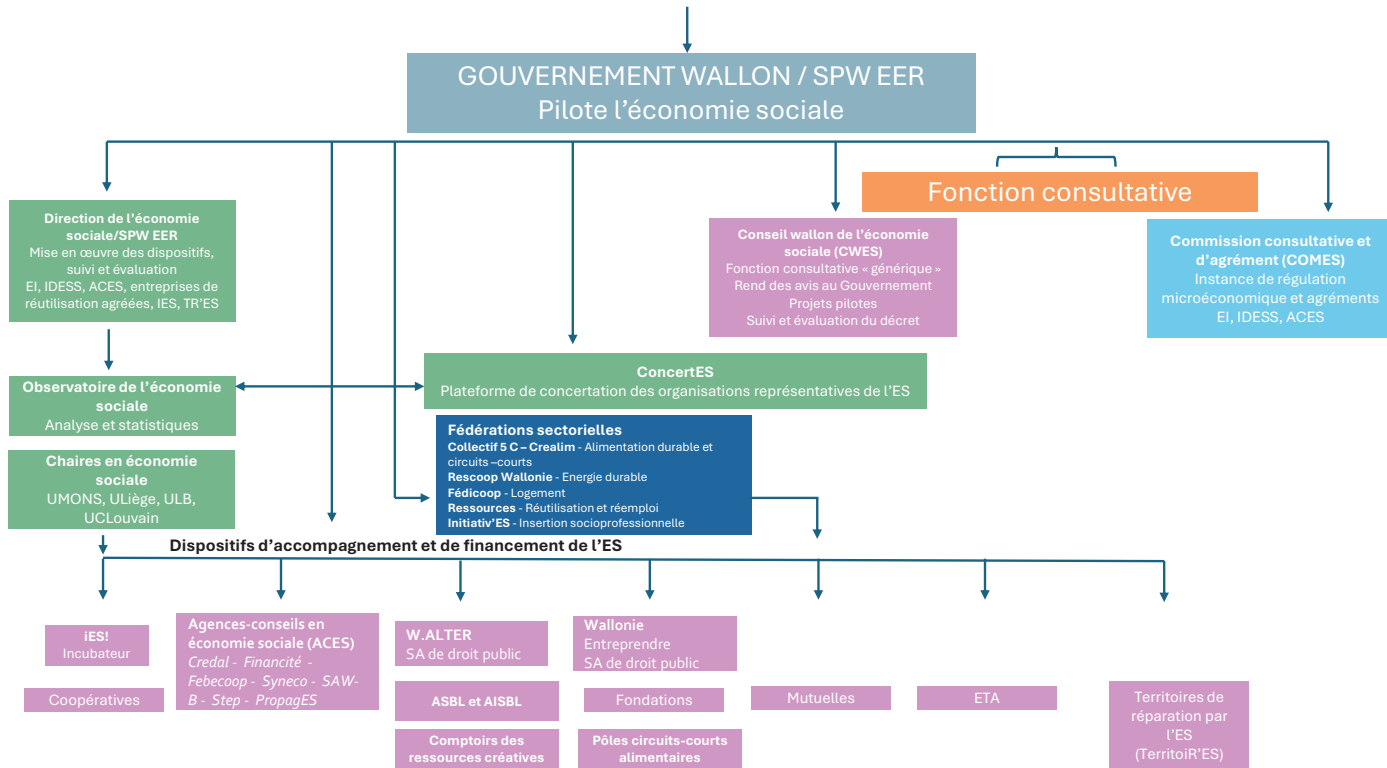 GOUVERNEMENT WALLON / SPW EER
Pilote l’économie sociale
Fonction consultative
Direction de l’économie
sociale/SPW EER
Mise en œuvre des dispositifs,
suivi et évaluation
EI, IDESS, ACES, entreprises de
réutilisation agréées, IES, TR’ES
Conseil wallon de l’économie
sociale (CWES)
Fonction consultative « générique »
Rend des avis au Gouvernement
Projets pilotes
Suivi et évaluation du décret
Commission consultative et
d’agrément (COMES)
Instance de régulation
microéconomique et agréments
EI, IDESS, ACES
Observatoire de l’économie
sociale
Analyse et statistiques
ConcertES
Plateforme de concertation des organisations représentatives de l’ES
Chaires en économie
sociale
UMONS, ULiège, ULB,
UCLouvain
Fédérations sectorielles
Collectif 5 C – Crealim - Alimentation durable et
circuits –courts
Rescoop Wallonie - Energie durable
Fédicoop - Logement
Ressources - Réutilisation et réemploi
Initiativ’ES - Insertion socioprofessionnelle
Dispositifs d’accompagnement et de financement de l’ES
iES!
Incubateur
Agences-conseils en
économie sociale (ACES)
Credal - Financité -
Febecoop - Syneco - SAW-
B - Step - PropagES
W.ALTER
SA de droit public
Wallonie
Entreprendre
SA de droit public
Coopératives
ASBL et AISBL
Fondations
Mutuelles
ETA
Territoires de
réparation par
l’ES
(TerritoiR’ES)
Comptoirs des
ressources créatives
Pôles circuits-courts
alimentaires